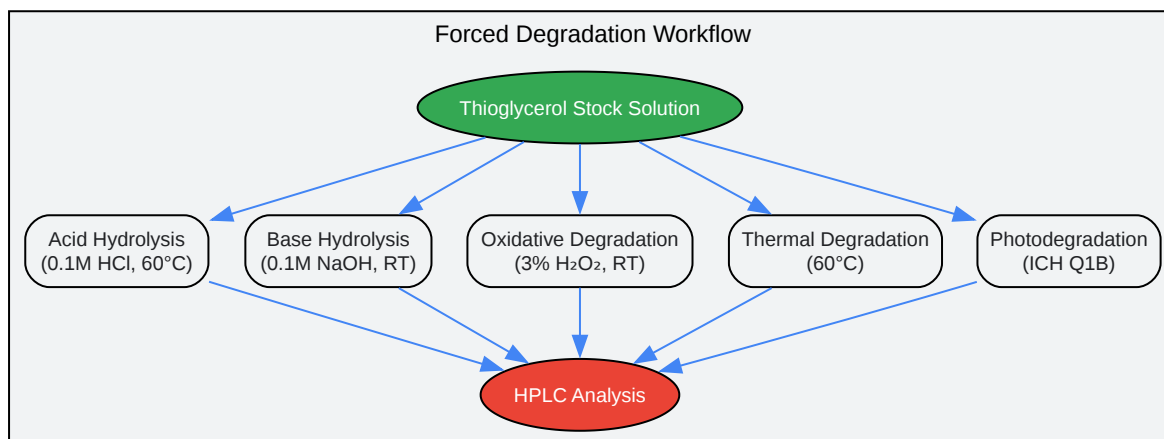 Forced Degradation Workflow
Thioglycerol Stock Solution
Acid Hydrolysis
(0.1M HCl, 60°C)
Base Hydrolysis
(0.1M NaOH, RT)
Oxidative Degradation
(3% H₂O₂, RT)
Thermal Degradation
(60°C)
Photodegradation
(ICH Q1B)
HPLC Analysis